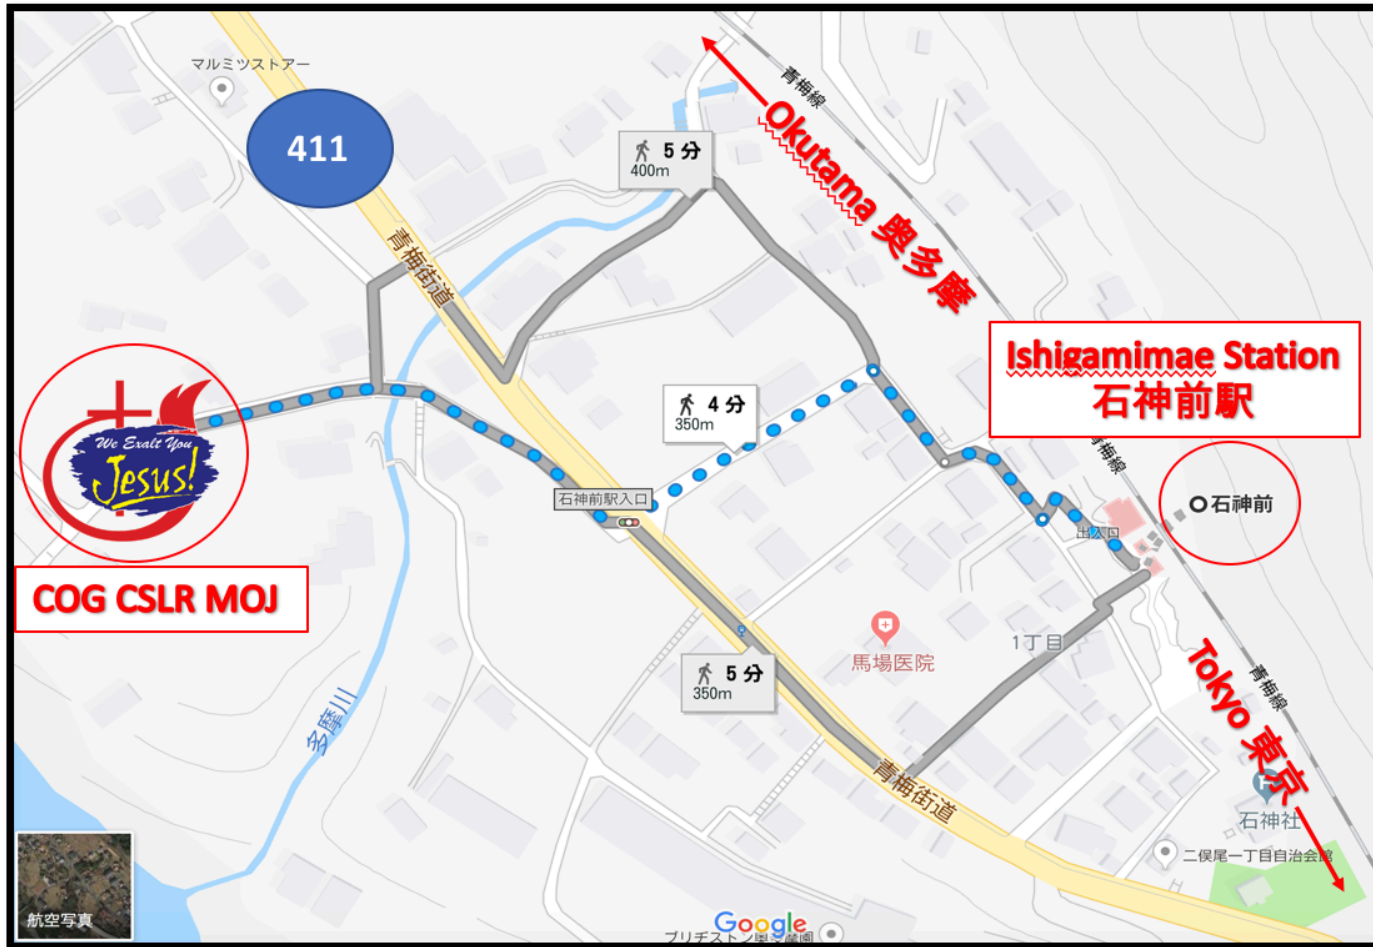 マルミツストアー
411
5 分
400m
青梅線
Okutama 奥多摩
青梅街道
Ishigamimae Station
石神前駅
4 分
350m
青梅線
We Exalt You
Jesus!
石神前駅入口
石神前
出入口
COG CSLR MOJ
馬場医院
1丁目
5 分
350m
Tokyo 東京
青梅線
多摩川
青梅街道
石神社
二俣尾一丁目自治会館
航空写真
Google